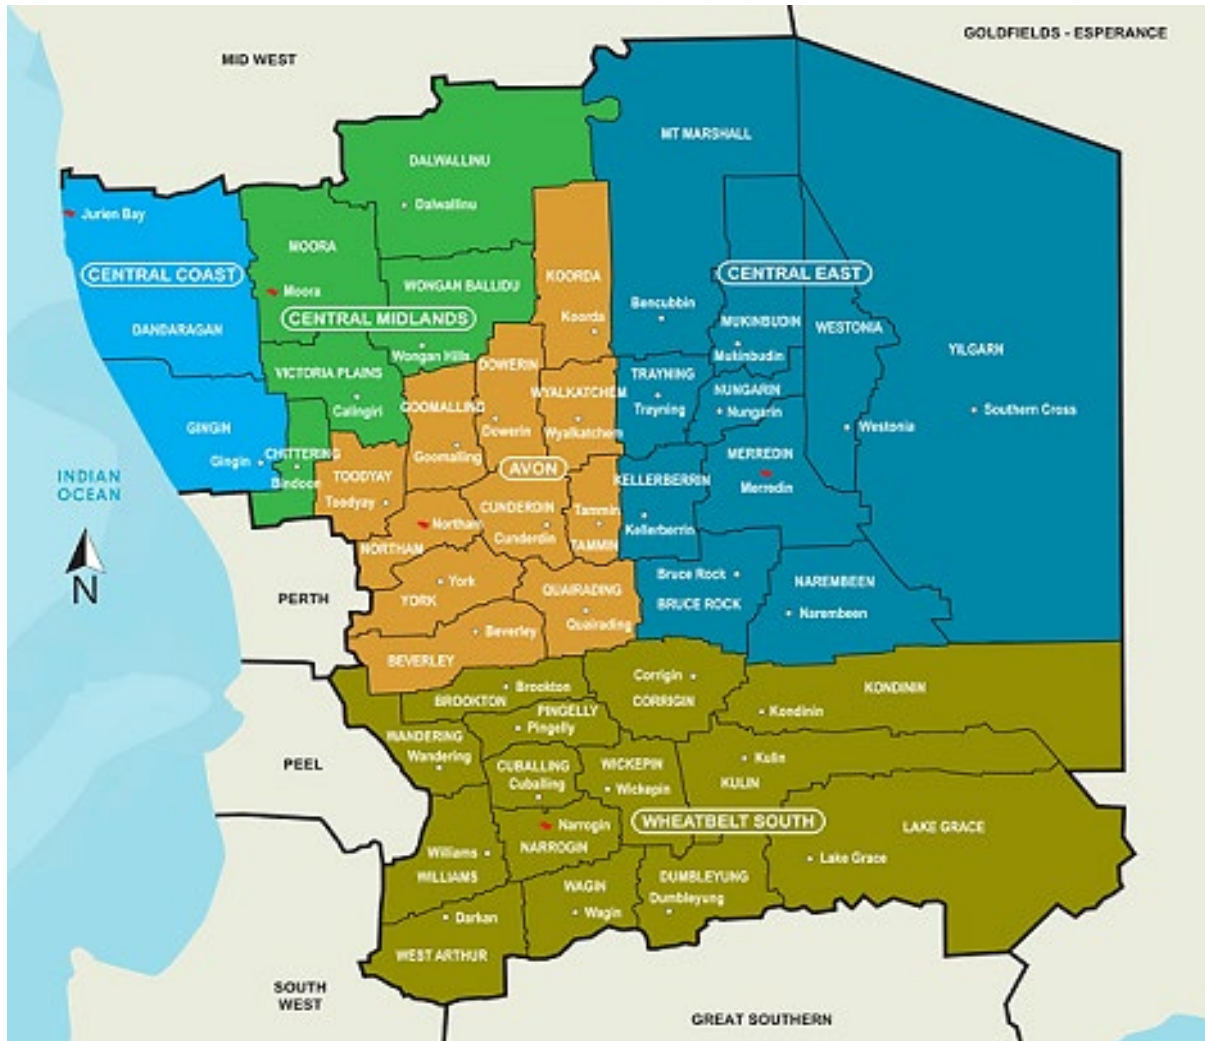 GOLDFIELDS - ESPERANCE
MID WEST
MT MARSHALL
DALWALLINU
Dalwallinu
Jurien Bay
MOORA
CENTRAL COAST
CENTRAL EAST
KOORDA
WONGAN BALLIDU
Moora
Bencubbin
CENTRAL MIDLANDS
Koorda
MUKINBUDIN
WESTONIA
DANDARAGAN
YILGARN
Wongan Hills
Mukinbudin
DOWERIN
VICTORIA PLAINS
TRAYNING
WYALKATCHEM
NUNGARIN
Calingiri
GOOMALLING
Trayning
Nungarin
Southern Cross
GINGIN
Dowerin
Wyalkatchem
Westonia
CHITTERING
Goomalling
MERREDIN
Gingin
AVON
INDIAN
OCEAN
Bindoon
TOODYAY
KELLERBERRIN
Merredin
Toodyay
CUNDERDIN
Tammin
Northam
Kellerberrin
Cunderdin
NORTHAM
TAMMIN
N
York
Bruce Rock
NAREMBEEN
QUAIRADING
PERTH
YORK
BRUCE ROCK
Narembeen
Quairading
Beverley
BEVERLEY
Corrigin
Brookton
KONDININ
BROOKTON
CORRIGIN
PINGELLY
Kondinin
Pingelly
WANDERING
Wandering
Kulin
PEEL
CUBALLING
WICKEPIN
Cuballing
KULIN
Wickepin
WHEATBELT SOUTH
Narrogin
LAKE GRACE
NARROGIN
Williams
Lake Grace
WILLIAMS
DUMBLEYUNG
WAGIN
Dumbleyung
Wagin
Darkan
WEST ARTHUR
SOUTH
WEST
GREAT SOUTHERN